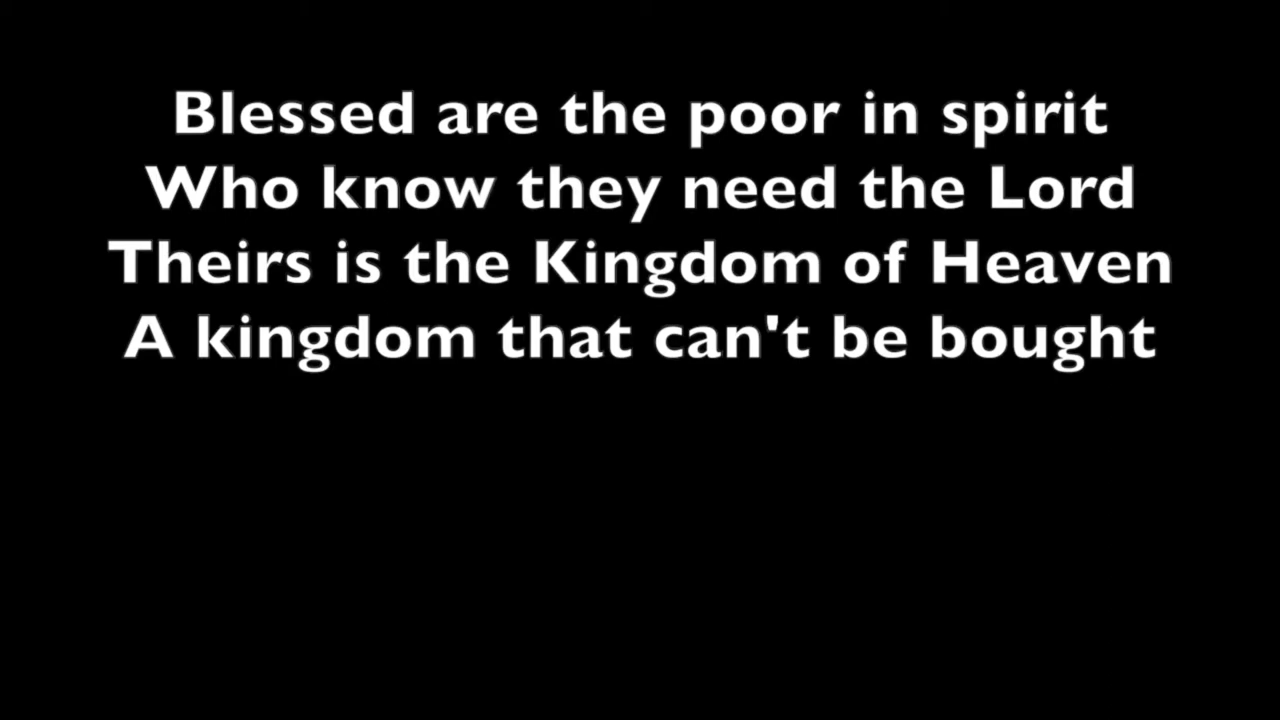 Blessed are the poor in spirit
Who know they need the Lord
Theirs is the Kingdom of Heaven
A kingdom that can't be bought